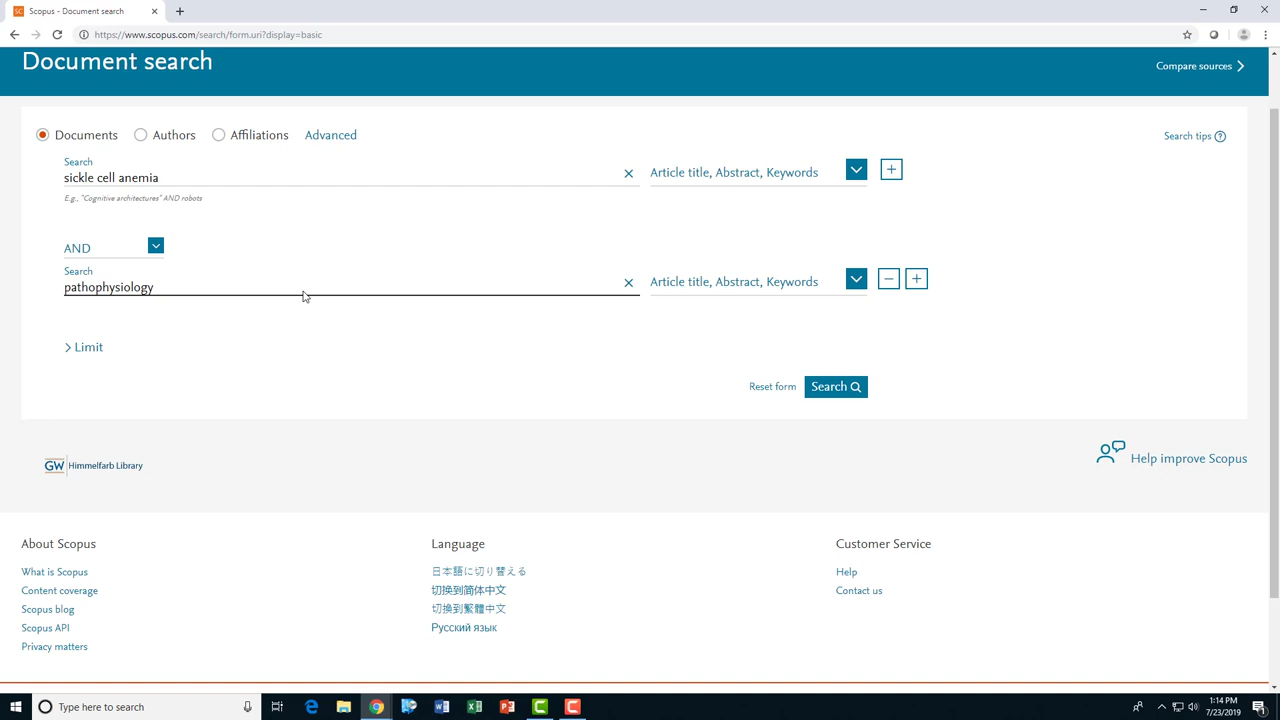 Scopus - Document search
https://www.scopus.com/search/form.uri?display=basic
Document search
Compare sources
Documents Authors Affiliations Advanced
Search tips
Search
sickle cell anemia
Article title, Abstract, Keywords
E.g., "Cognitive architectures" AND robots
AND
Search
pathophysiology
Article title, Abstract, Keywords
Limit
Reset form Search
GW Himmelfarb Library
Help improve Scopus
About Scopus
What is Scopus
Content coverage
Scopus blog
Scopus API
Privacy matters
Language
日本語に切り替える
切换到简体中文
切換到繁體中文
Русский язык
Customer Service
Help
Contact us
Type here to search
1:14 PM
7/23/2019